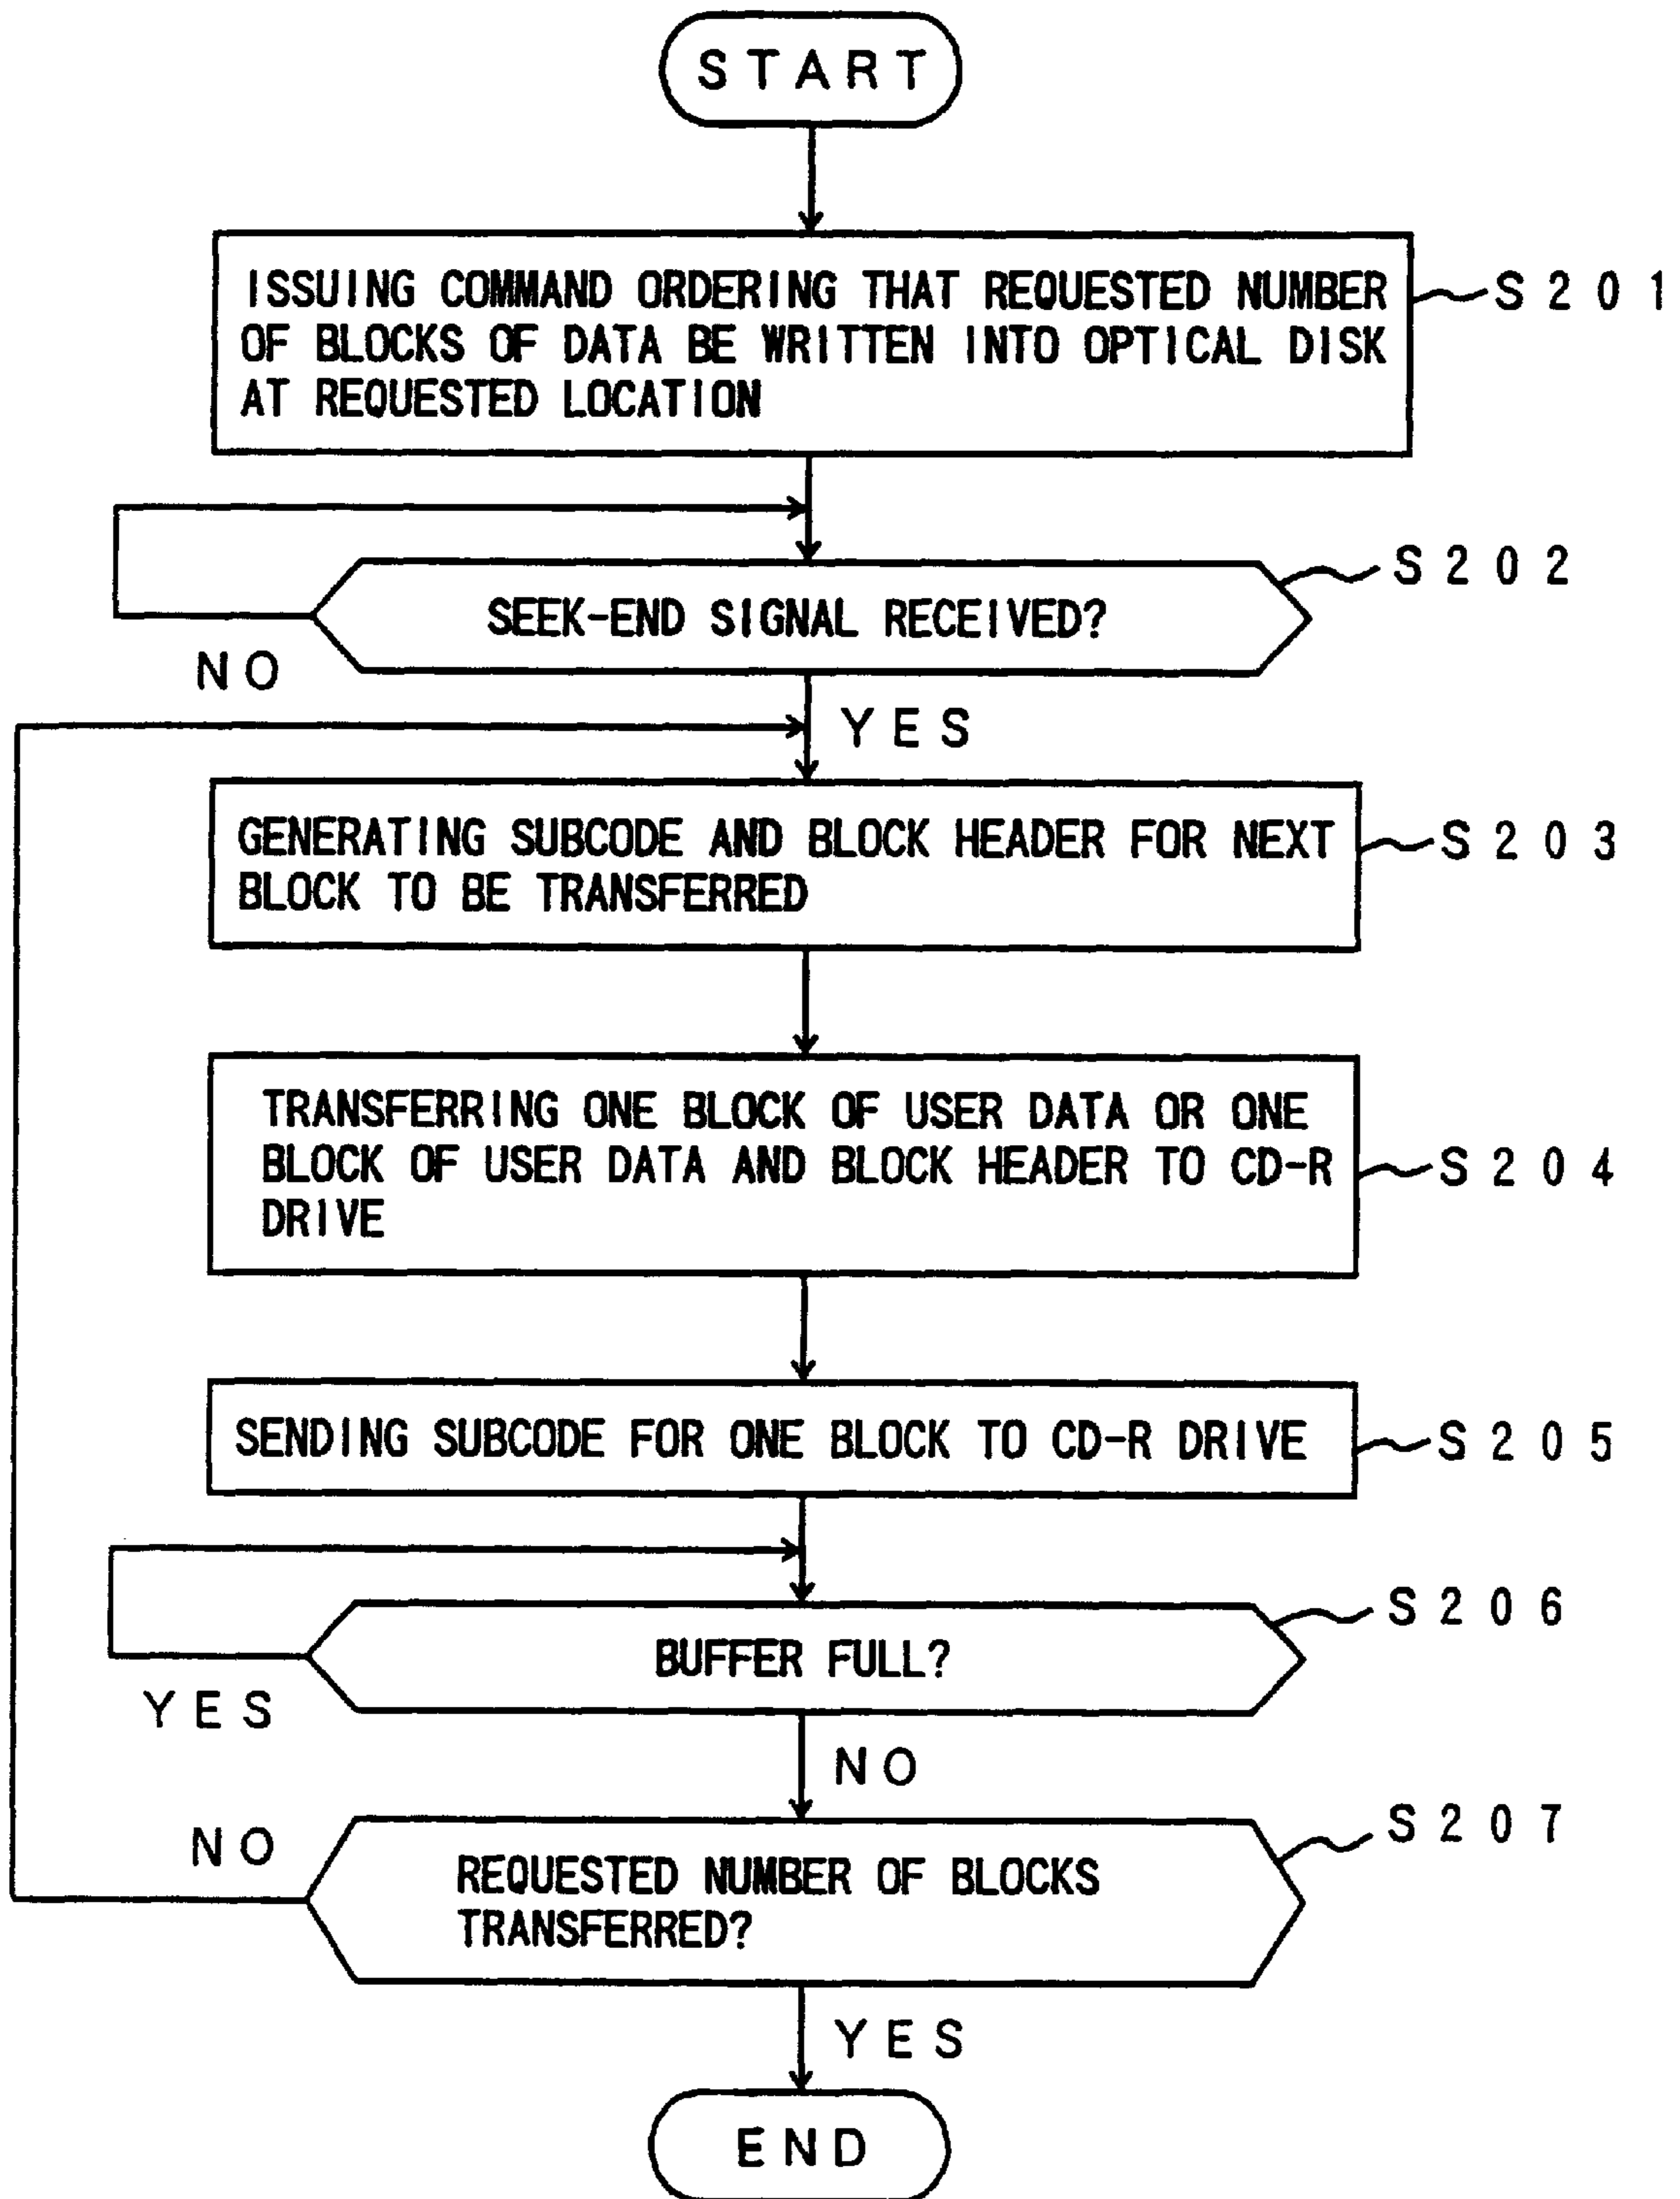 START
ISSUING COMMAND ORDERING THAT REQUESTED NUMBER
OF BLOCKS OF DATA BE WRITTEN INTO OPTICAL DISK
AT REQUESTED LOCATION
S201
SEEK-END SIGNAL RECEIVED?
S202
NO
YES
GENERATING SUBCODE AND BLOCK HEADER FOR NEXT
BLOCK TO BE TRANSFERRED
S203
TRANSFERRING ONE BLOCK OF USER DATA OR ONE
BLOCK OF USER DATA AND BLOCK HEADER TO CD-R
DRIVE
S204
SENDING SUBCODE FOR ONE BLOCK TO CD-R DRIVE
S205
BUFFER FULL?
S206
YES
NO
REQUESTED NUMBER OF BLOCKS
TRANSFERRED?
S207
NO
YES
END